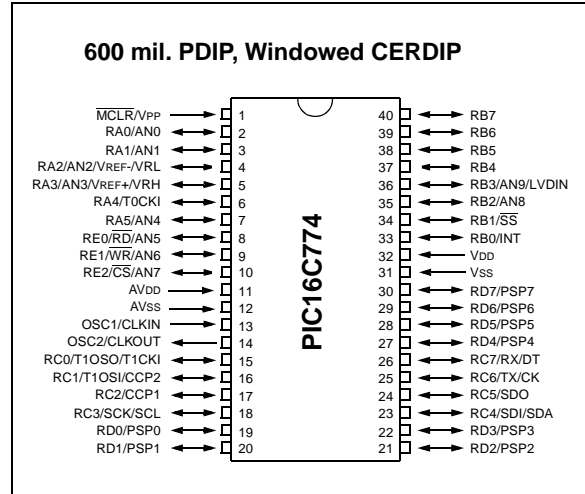 600 mil. PDIP, Windowed CERDIP
MCLR/VPP 1 40 RB7
RA0/AN0 2 39 RB6
RA1/AN1 3 38 RB5
RA2/AN2/VREF-/VRL 4 37 RB4
RA3/AN3/VREF+/VRH 5 36 RB3/AN9/LVDIN
RA4/T0CKI 6 35 RB2/AN8
RA5/AN4 7 34 RB1/SS
RE0/RD/AN5 8 33 RB0/INT
RE1/WR/AN6 9 32 VDD
RE2/CS/AN7 10 31 VSS
AVDD 11 30 RD7/PSP7
AVSS 12 29 RD6/PSP6
OSC1/CLKIN 13 28 RD5/PSP5
OSC2/CLKOUT 14 27 RD4/PSP4
RC0/T1OSO/T1CKI 15 26 RC7/RX/DT
RC1/T1OSI/CCP2 16 25 RC6/TX/CK
RC2/CCP1 17 24 RC5/SDO
RC3/SCK/SCL 18 23 RC4/SDI/SDA
RD0/PSP0 19 22 RD3/PSP3
RD1/PSP1 20 21 RD2/PSP2
PIC16C774